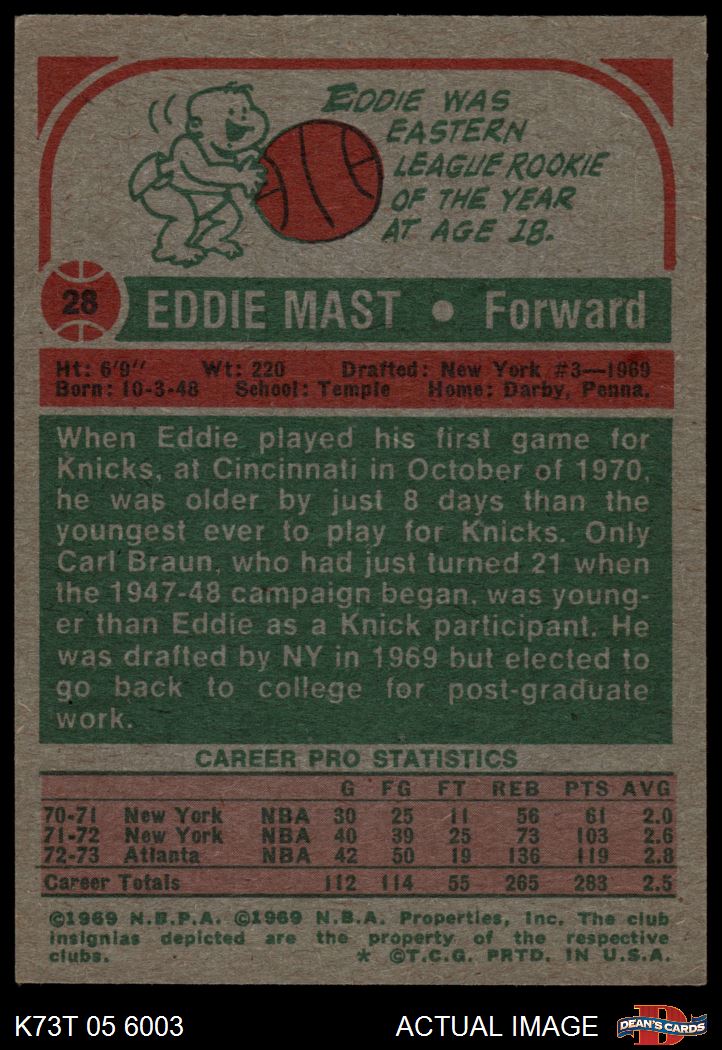 EDDIE WAS
EASTERN
LEAGUE ROOKIE
OF THE YEAR
AT AGE 18.
28
EDDIE MAST • Forward
Ht: 6'9" Wt: 220 Drafted: New York #3—1969
Born: 10-3-48 School: Temple Home: Darby, Penna.
When Eddie played his first game for
Knicks, at Cincinnati in October of 1970,
he was older by just 8 days than the
youngest ever to play for Knicks. Only
Carl Braun, who had just turned 21 when
the 1947-48 campaign began, was young-
er than Eddie as a Knick participant. He
was drafted by NY in 1969 but elected to
go back to college for post-graduate
work.
CAREER PRO STATISTICS
G FG FT REB PTS AVG
70-71 New York NBA 30 25 11 56 61 2.0
71-72 New York NBA 40 39 25 73 103 2.6
72-73 Atlanta NBA 42 50 19 136 119 2.8
Career Totals 112 114 55 265 283 2.5
©1969 N.B.P.A. ©1969 N.B.A. Properties, Inc. The club
insignias depicted are the property of the respective
clubs. * ©T.C.G. PRTD. IN U.S.A.
K73T 05 6003 ACTUAL IMAGE D DEAN'S CARDS